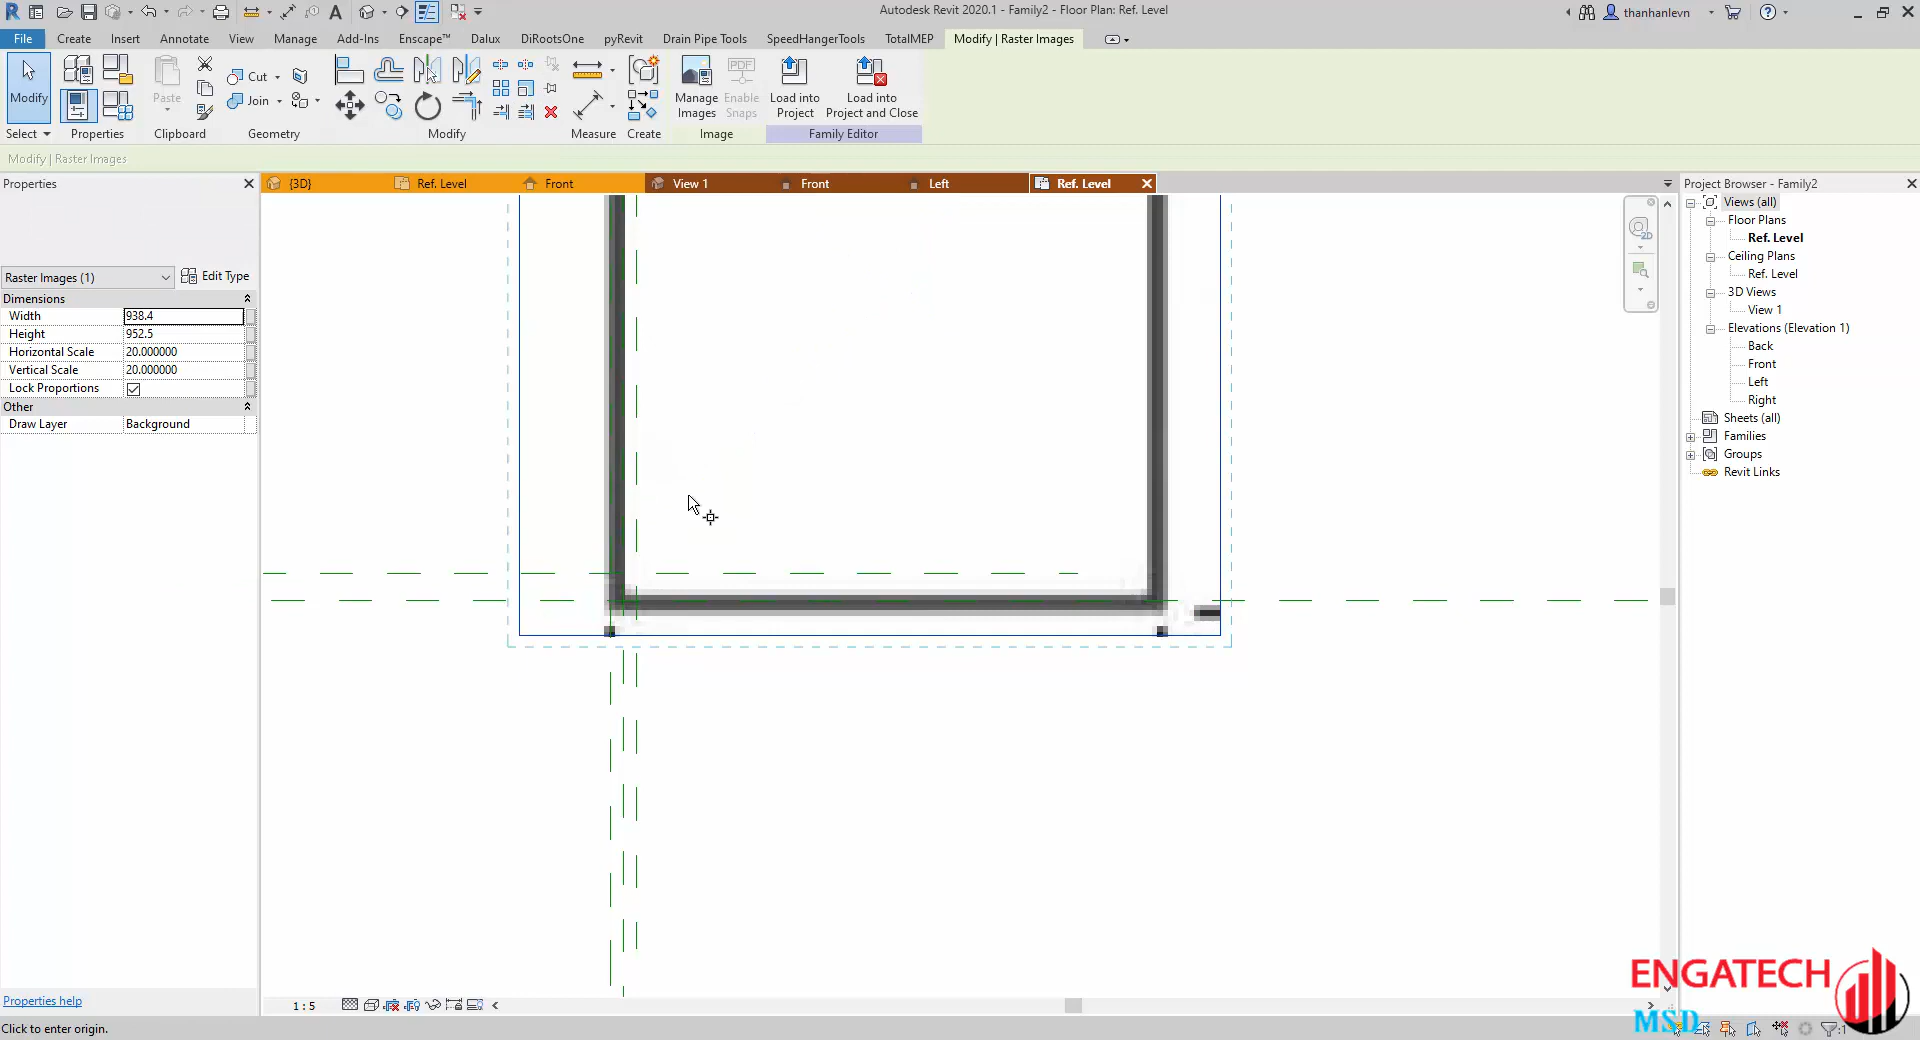 Autodesk Revit 2020.1 - Family2 - Floor Plan: Ref. Level
thanhanlevn
File Create Insert Annotate View Manage Add-Ins Enscape™ Dalux DiRootsOne pyRevit Drain Pipe Tools SpeedHangerTools TotalMEP Modify | Raster Images
Modify
Paste
Cut
Join
Manage Images
PDF
Enable Snaps
Load into Project
Load into Project and Close
Select Properties Clipboard Geometry Modify Measure Create Image Family Editor
Modify | Raster Images
Properties
{3D} Ref. Level Front View 1 Front Left Ref. Level
Project Browser - Family2
Raster Images (1) Edit Type
Dimensions
Width 938.4
Height 952.5
Horizontal Scale 20.000000
Vertical Scale 20.000000
Lock Proportions
Other
Draw Layer Background
2D
Views (all)
Floor Plans
Ref. Level
Ceiling Plans
Ref. Level
3D Views
View 1
Elevations (Elevation 1)
Back
Front
Left
Right
Sheets (all)
Families
Groups
Revit Links
Properties help
1 : 5
Click to enter origin.
:1
ENGATECH
MSD